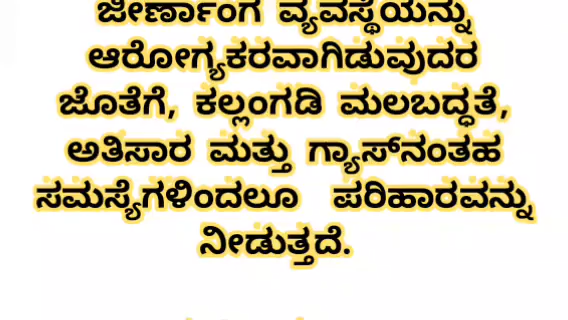 ಜೀರ್ಣಾಂಗ ವ್ಯವಸ್ಥೆಯನ್ನು
ಆರೋಗ್ಯಕರವಾಗಿಡುವುದರ
ಜೊತೆಗೆ, ಕಲ್ಲಂಗಡಿ ಮಲಬದ್ಧತೆ,
ಅತಿಸಾರ ಮತ್ತು ಗ್ಯಾಸ್‌ನಂತಹ
ಸಮಸ್ಯೆಗಳಿಂದಲೂ ಪರಿಹಾರವನ್ನು
ನೀಡುತ್ತದೆ.